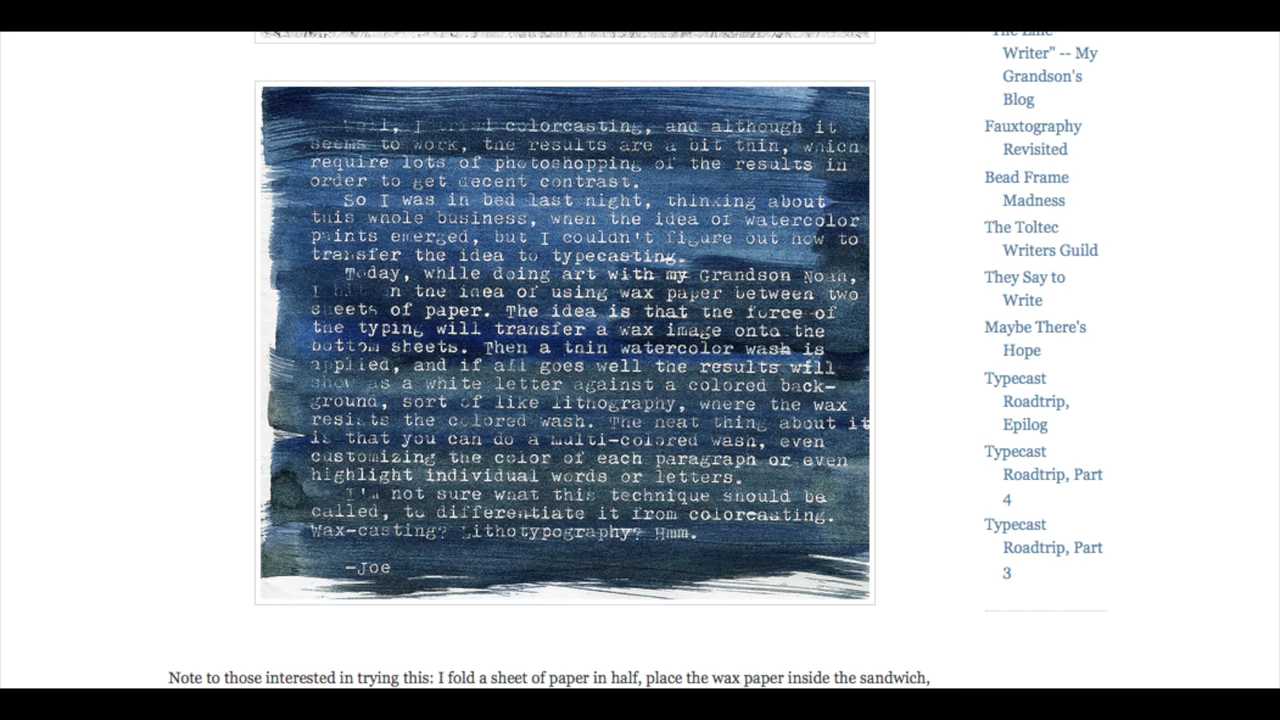 Well, I tried colorcasting, and although it
seems to work, the results are a bit thin, which
require lots of photoshopping of the results in
order to get decent contrast.
So I was in bed last night, thinking about
this whole business, when the idea of watercolor
paints emerged, but I couldn't figure out how to
transfer the idea to typecasting.
Today, while doing art with my Grandson Noah,
I hit on the idea of using wax paper between two
sheets of paper. The idea is that the force of
the typing will transfer a wax image onto the
bottom sheets. Then a thin watercolor wash is
applied, and if all goes well the results will
show as a white letter against a colored back-
ground, sort of like lithography, where the wax
resists the colored wash. The neat thing about it
is that you can do a multi-colored wash, even
customizing the color of each paragraph or even
highlight individual words or letters.
I'm not sure what this technique should be
called, to differentiate it from colorcasting.
Wax-casting? Lithotypography? Hmm.
-Joe
Note to those interested in trying this: I fold a sheet of paper in half, place the wax paper inside the sandwich,
"The Line
Writer" -- My
Grandson's
Blog
Fauxtography
Revisited
Bead Frame
Madness
The Toltec
Writers Guild
They Say to
Write
Maybe There's
Hope
Typecast
Roadtrip,
Epilog
Typecast
Roadtrip, Part
4
Typecast
Roadtrip, Part
3